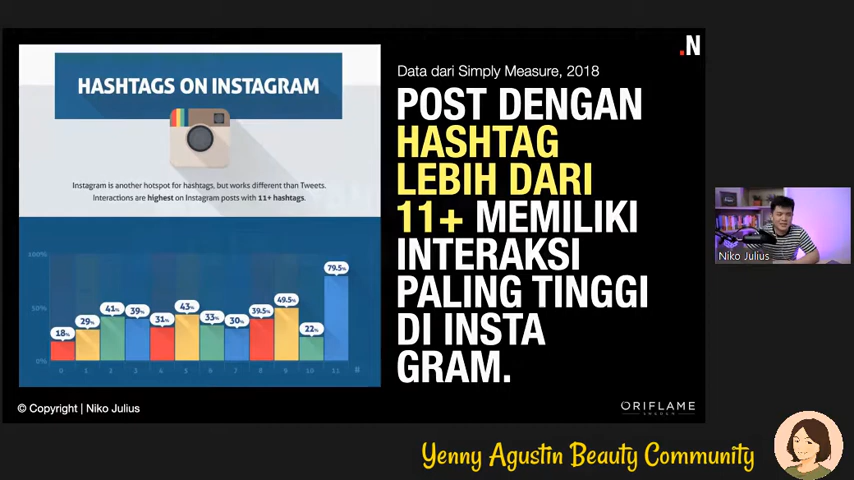 .N
HASHTAGS ON INSTAGRAM
Instagram is another hotspot for hashtags, but works different than Tweets.
Interactions are highest on Instagram posts with 11+ hashtags.
100%
50%
0%
18%
29%
41%
39%
31%
43%
33%
30%
39.5%
49.5%
22%
79.5%
0 1 2 3 4 5 6 7 8 9 10 11
Data dari Simply Measure, 2018
POST DENGAN
HASHTAG
LEBIH DARI
11+ MEMILIKI
INTERAKSI
PALING TINGGI
DI INSTA
GRAM.
© Copyright | Niko Julius
ORIFLAME
SWEDEN
Niko Julius
Yenny Agustin Beauty Community